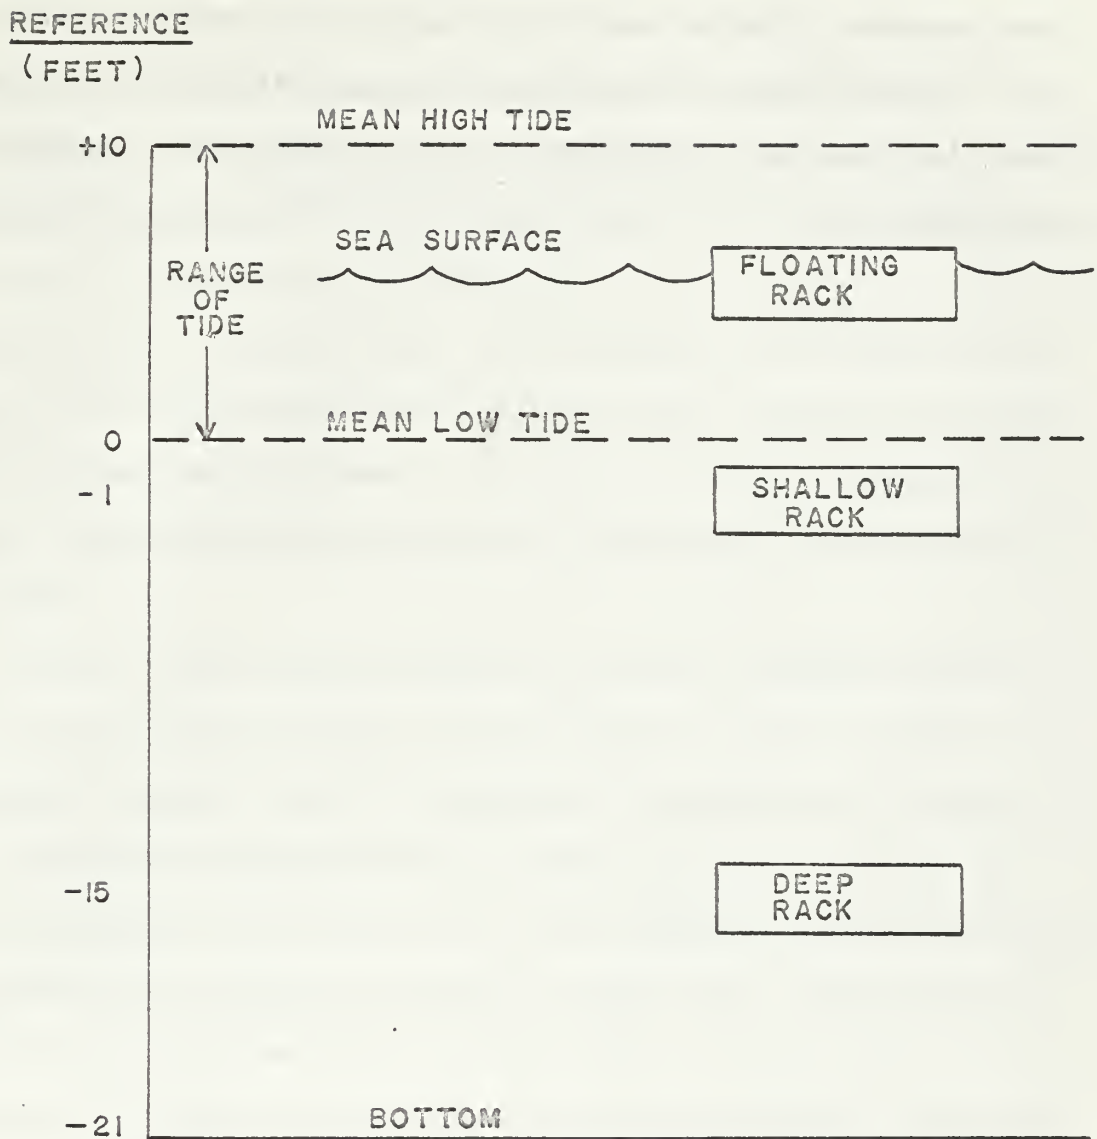 REFERENCE
(FEET)
MEAN HIGH TIDE
+10
SEA SURFACE
RANGE
OF
TIDE
FLOATING
RACK
MEAN LOW TIDE
0
-1
SHALLOW
RACK
-15
DEEP
RACK
-21
BOTTOM